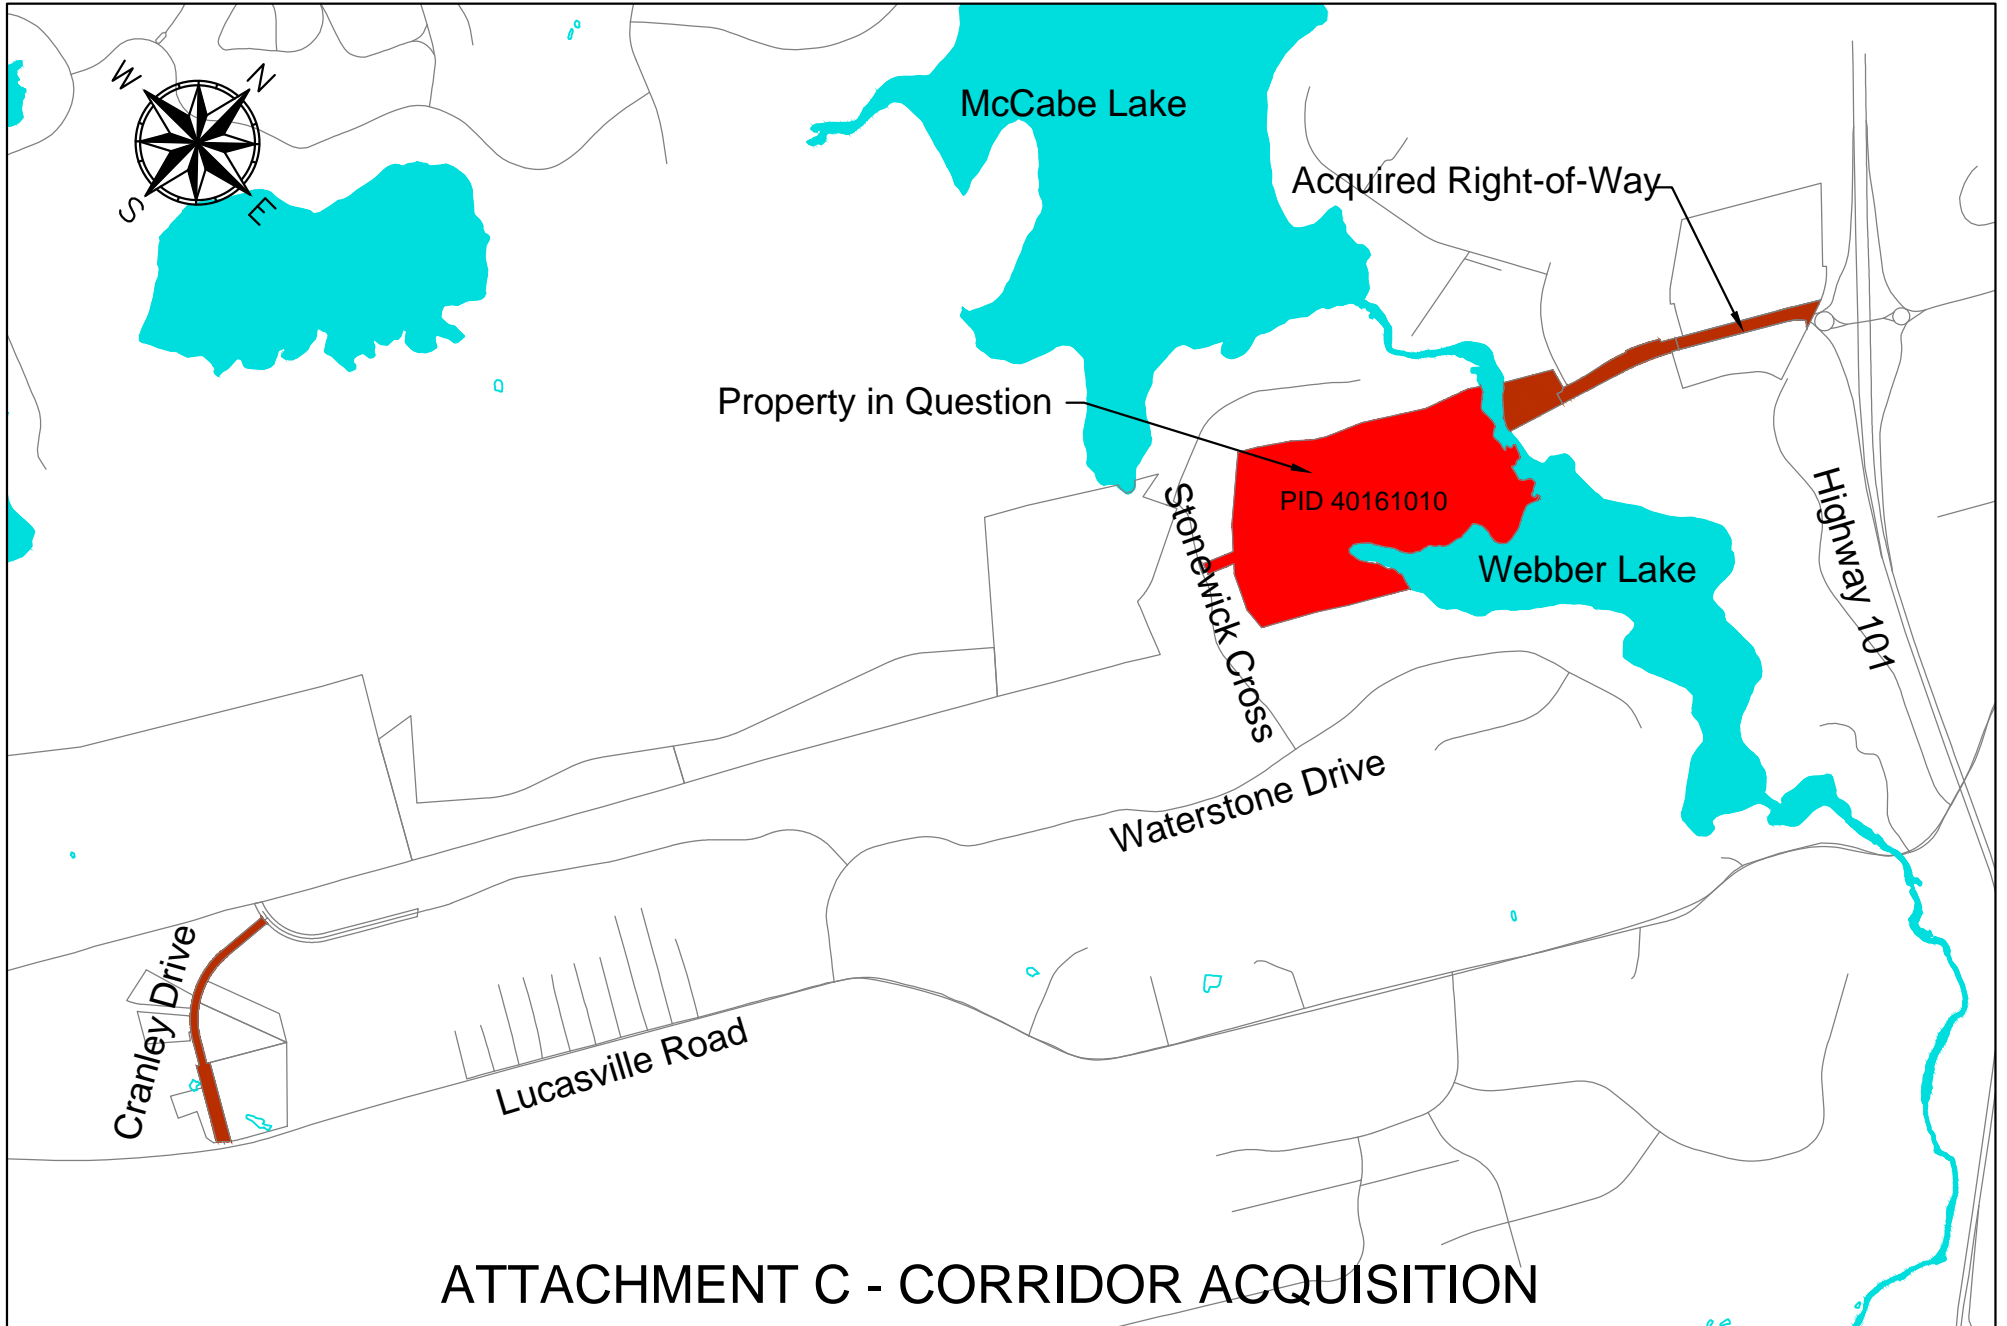 W
N
S
E
McCabe Lake
Acquired Right-of-Way
Property in Question
PID 40161010
Stonewick Cross
Webber Lake
Highway 101
Waterstone Drive
Cranley Drive
Lucasville Road
ATTACHMENT C - CORRIDOR ACQUISITION